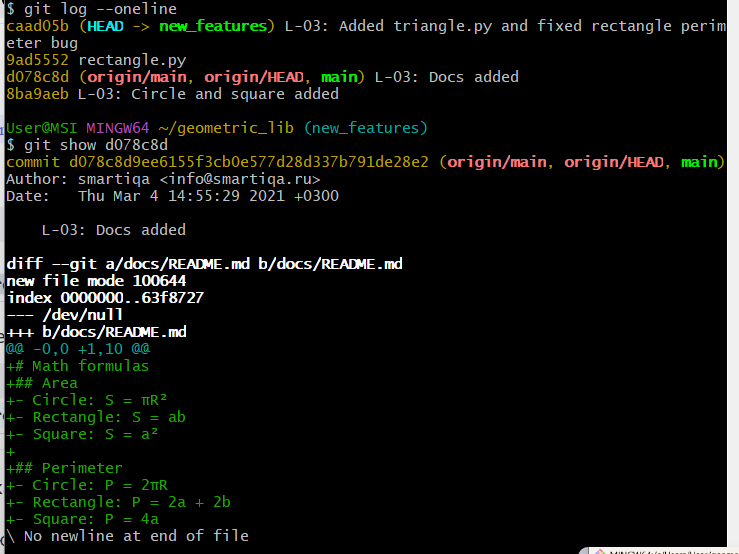 $ git log --oneline
caad05b (HEAD -> new_features) L-03: Added triangle.py and fixed rectangle perim
eter bug
9ad5552 rectangle.py
d078c8d (origin/main, origin/HEAD, main) L-03: Docs added
8ba9aeb L-03: Circle and square added
User@MSI MINGW64 ~/geometric_lib (new_features)
$ git show d078c8d
commit d078c8d9ee6155f3cb0e577d28d337b791de28e2 (origin/main, origin/HEAD, main)
Author: smartiqa <info@smartiqa.ru>
Date:   Thu Mar 4 14:55:29 2021 +0300
    L-03: Docs added
diff --git a/docs/README.md b/docs/README.md
new file mode 100644
index 0000000..63f8727
--- /dev/null
+++ b/docs/README.md
@@ -0,0 +1,10 @@
+# Math formulas
+## Area
+- Circle: S = πR²
+- Rectangle: S = ab
+- Square: S = a²
+
+## Perimeter
+- Circle: P = 2πR
+- Rectangle: P = 2a + 2b
+- Square: P = 4a
\ No newline at end of file